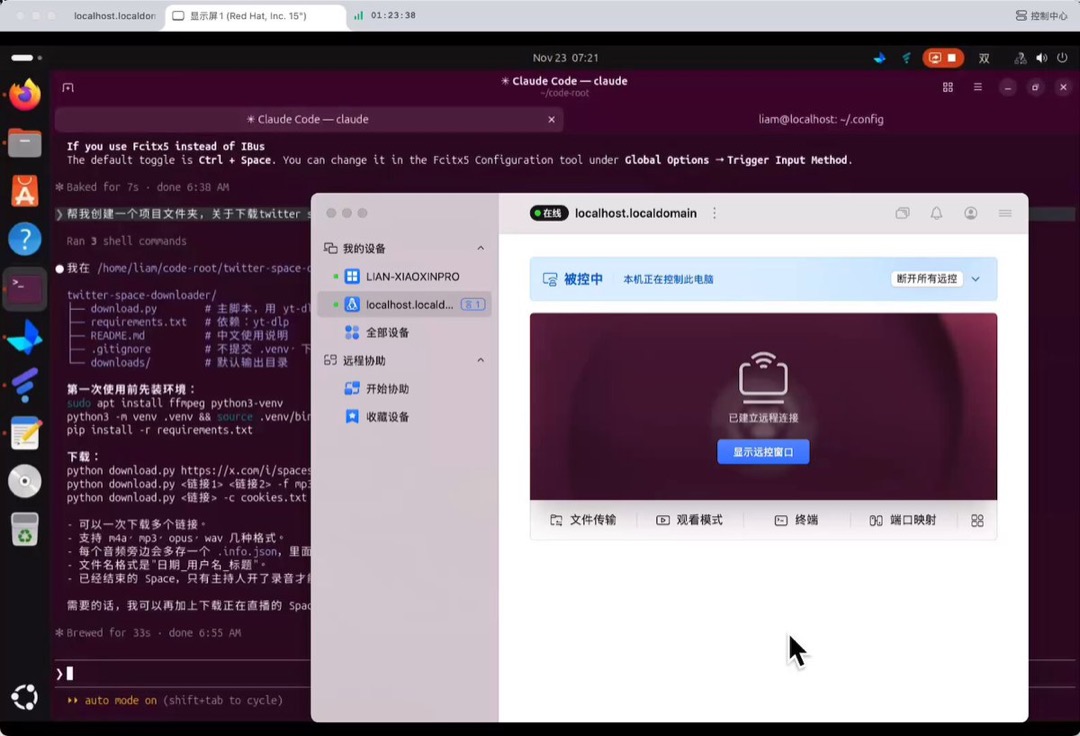 localhost.localdon
显示屏1 (Red Hat, Inc. 15")
01:23:38
控制中心
Nov 23 07:21
双
✳ Claude Code — claude
~/code-root
✳ Claude Code — claude
liam@localhost: ~/.config
If you use Fcitx5 instead of IBus
The default toggle is Ctrl + Space. You can change it in the Fcitx5 Configuration tool under Global Options → Trigger Input Method.
✻ Baked for 7s · done 6:38 AM
❯ 帮我创建一个项目文件夹，关于下载twitter s
Ran 3 shell commands
● 我在 /home/liam/code-root/twitter-space-d
twitter-space-downloader/
├─ download.py # 主脚本，用 yt-dl
├─ requirements.txt # 依赖：yt-dlp
├─ README.md # 中文使用说明
├─ .gitignore # 不提交 .venv、下
└─ downloads/ # 默认输出目录
第一次使用前先装环境：
sudo apt install ffmpeg python3-venv
python3 -m venv .venv && source .venv/bin
pip install -r requirements.txt
下载：
python download.py https://x.com/i/spaces
python download.py <链接1> <链接2> -f mp3
python download.py <链接> -c cookies.txt
- 可以一次下载多个链接。
- 支持 m4a、mp3、opus、wav 几种格式。
- 每个音频旁边会多存一个 .info.json，里面
- 文件名格式是"日期_用户名_标题"。
- 已经结束的 Space，只有主持人开了录音才能
需要的话，我可以再加上下载正在直播的 Spac
✻ Brewed for 33s · done 6:55 AM
❯
⏵⏵ auto mode on (shift+tab to cycle)
在线 localhost.localdomain
我的设备
LIAN-XIAOXINPRO
localhost.locald... 1
全部设备
远程协助
开始协助
收藏设备
被控中 本机正在控制此电脑 断开所有远控
已建立远程连接
显示远控窗口
文件传输 观看模式 终端 端口映射